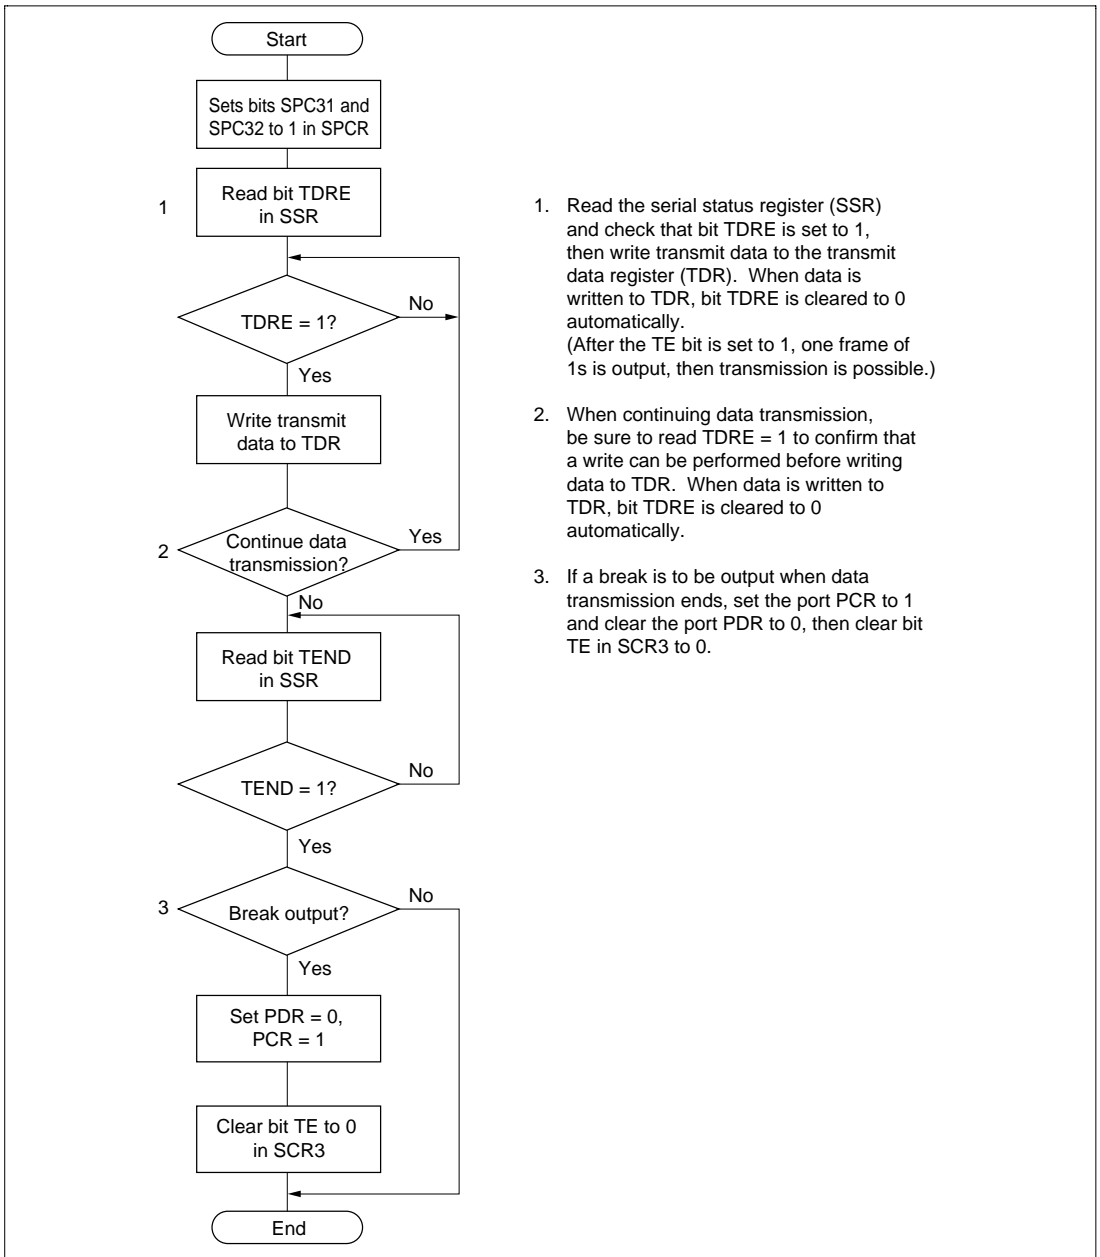 Start
Sets bits SPC31 and
SPC32 to 1 in SPCR
1
Read bit TDRE
in SSR
TDRE = 1?
No
Yes
Write transmit
data to TDR
2
Continue data
transmission?
Yes
No
Read bit TEND
in SSR
TEND = 1?
No
Yes
3
Break output?
No
Yes
Set PDR = 0,
PCR = 1
Clear bit TE to 0
in SCR3
End
1. Read the serial status register (SSR)
and check that bit TDRE is set to 1,
then write transmit data to the transmit
data register (TDR). When data is
written to TDR, bit TDRE is cleared to 0
automatically.
(After the TE bit is set to 1, one frame of
1s is output, then transmission is possible.)
2. When continuing data transmission,
be sure to read TDRE = 1 to confirm that
a write can be performed before writing
data to TDR. When data is written to
TDR, bit TDRE is cleared to 0
automatically.
3. If a break is to be output when data
transmission ends, set the port PCR to 1
and clear the port PDR to 0, then clear bit
TE in SCR3 to 0.